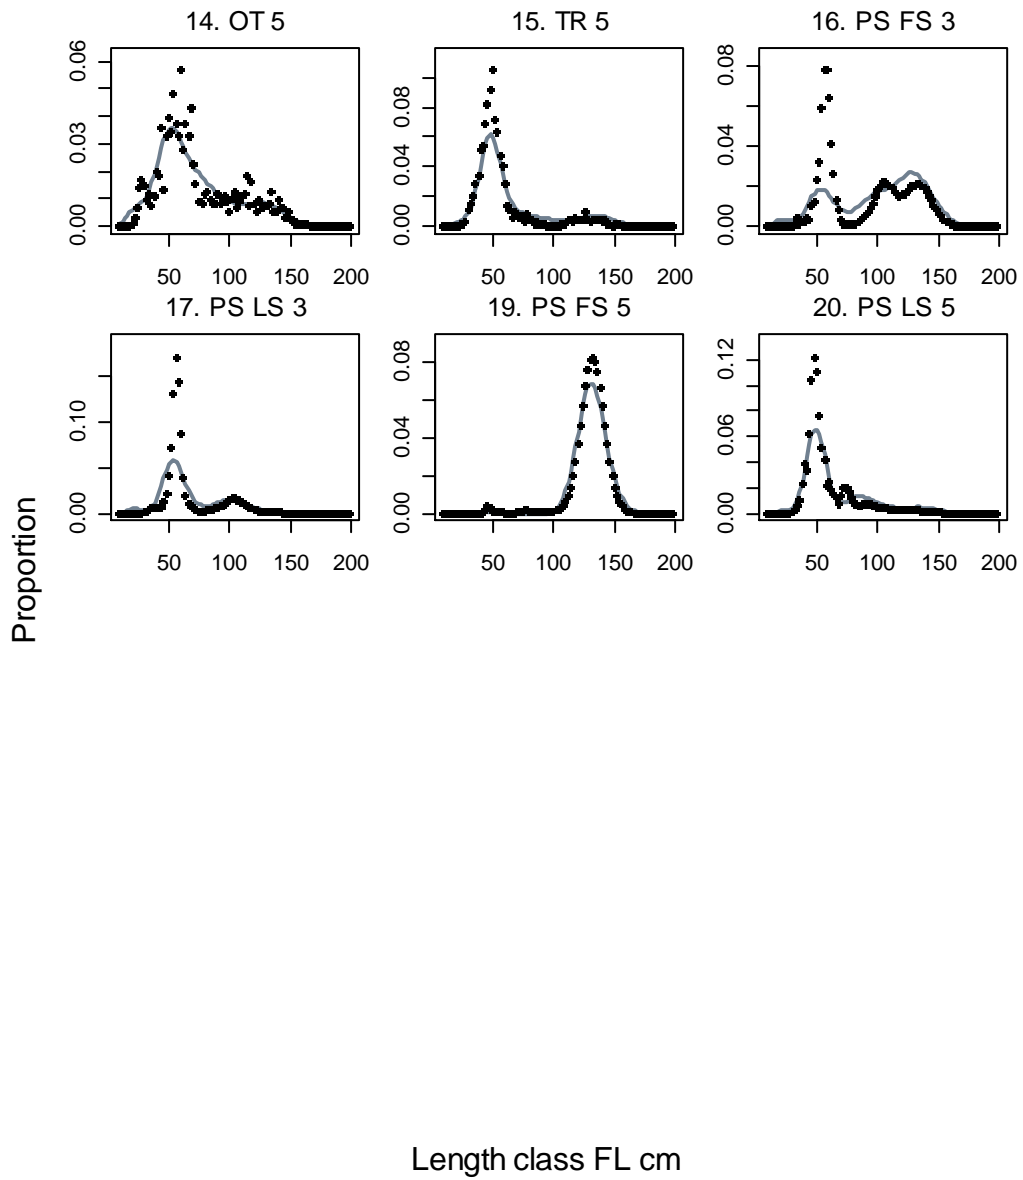 14. OT 5
15. TR 5
16. PS FS 3
0.00 0.03 0.06
0.00 0.04 0.08
0.00 0.04 0.08
50 100 150 200
50 100 150 200
50 100 150 200
17. PS LS 3
19. PS FS 5
20. PS LS 5
0.00 0.10
0.00 0.04 0.08
0.00 0.06 0.12
50 100 150 200
50 100 150 200
50 100 150 200
Proportion
Length class FL cm